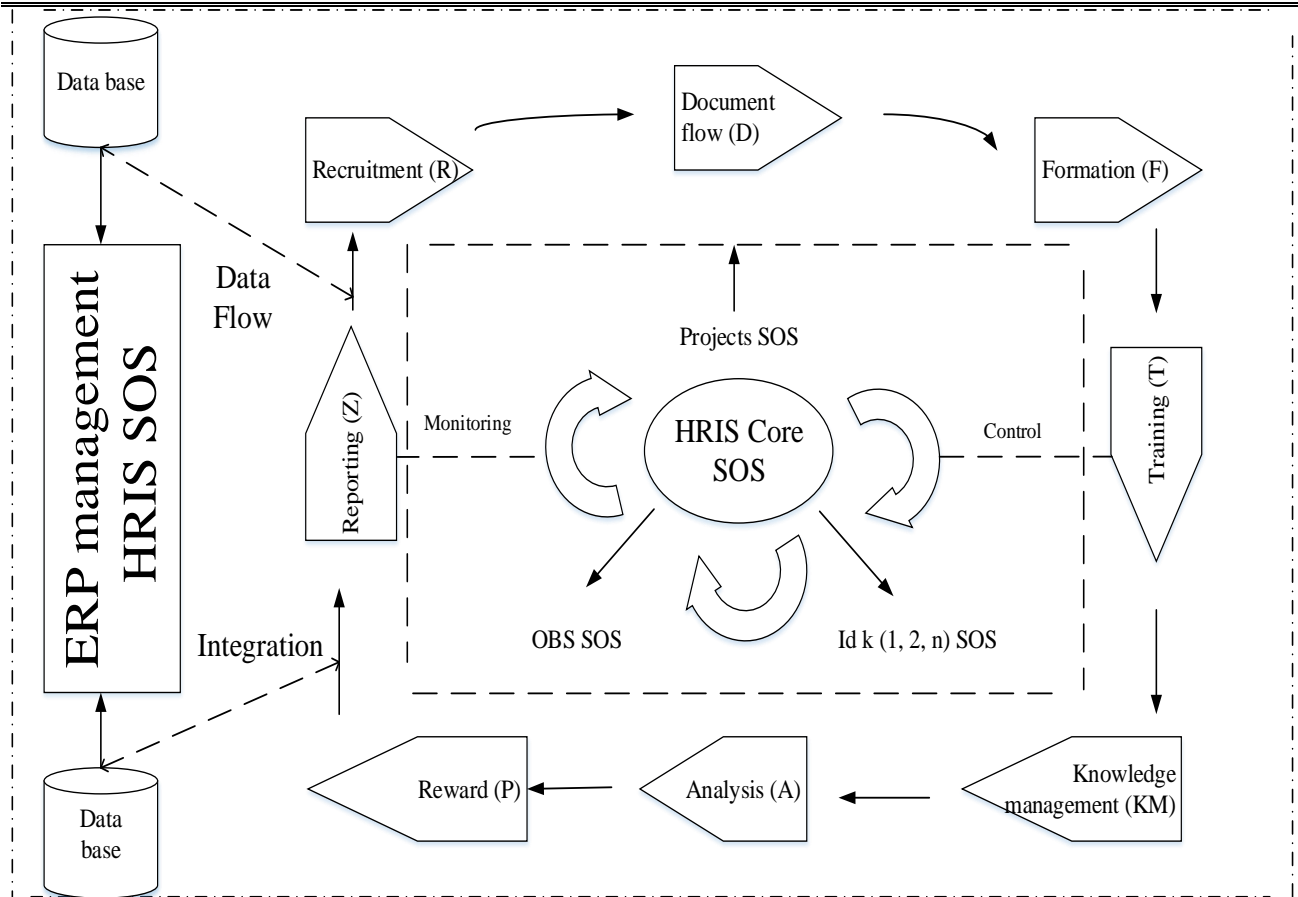 Data base
Document
flow (D)
Recruitment (R)
Formation (F)
ERP management
HRIS SOS
Data
Flow
Projects SOS
Reporting (Z)
Monitoring
HRIS Core
SOS
Control
Training (T)
Integration
OBS SOS
Id k (1, 2, n) SOS
Data
base
Reward (P)
Analysis (A)
Knowledge
management (KM)